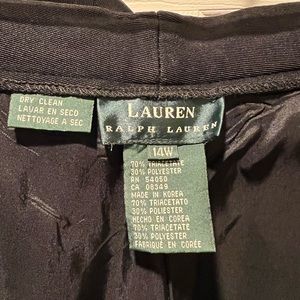 DRY CLEAN
LAVAR EN SECO
NETTOYAGE A SEC
LAUREN
RALPH LAUREN
14W
70% TRIACETATE
30% POLYESTER
RN 54050
CA 08349
MADE IN KOREA
70% TRIACETATO
30% POLIESTER
HECHO EN COREA
70% TRIACETATE
30% POLYESTER
FABRIQUÉ EN CORÉE